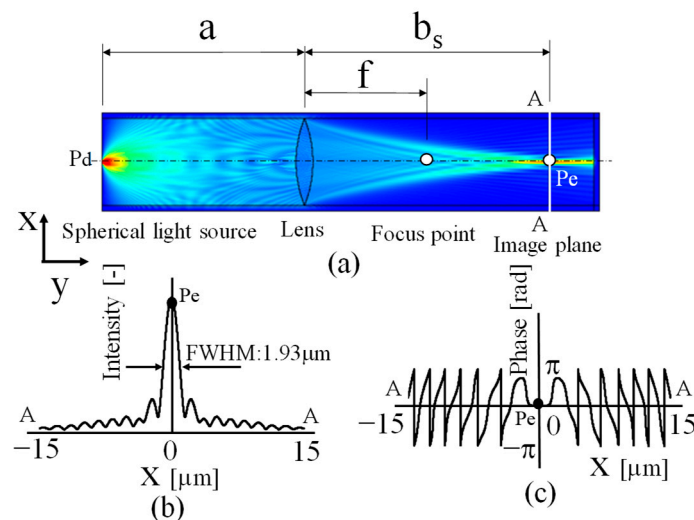 a
b_s
f
A
Pd
Pe
A
X
y
Spherical light source
Lens
Focus point
Image plane
(a)
Intensity [-]
Pe
FWHM:1.93μm
A
A
−15
0
15
X [μm]
(b)
Phase [rad]
π
A
A
Pe
0
−15
15
−π
X [μm]
(c)